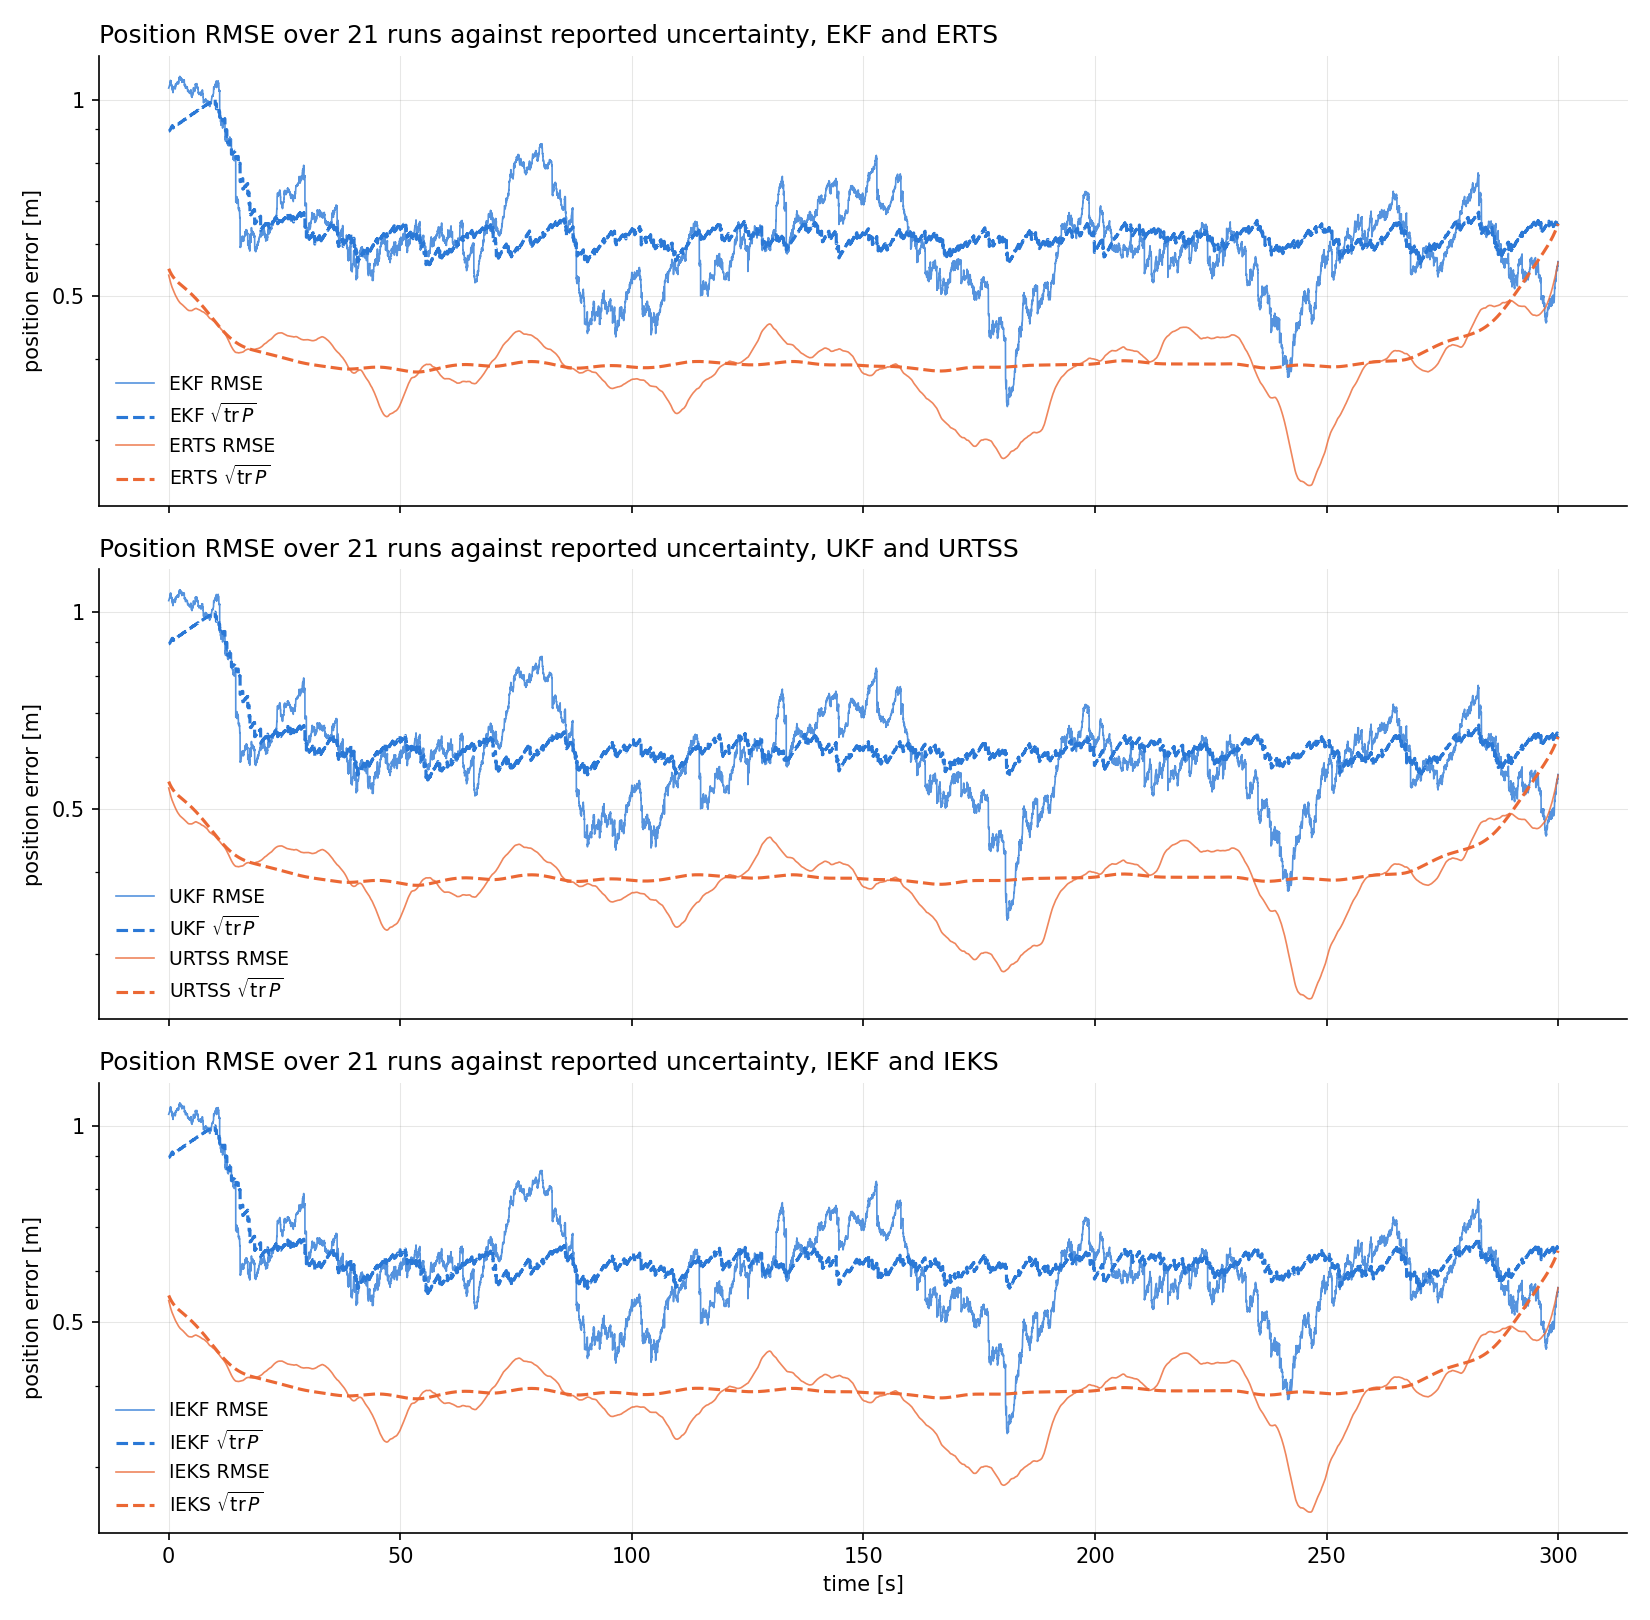 Position RMSE over 21 runs against reported uncertainty, EKF and ERTS
1
0.5
position error [m]
EKF RMSE
EKF √tr P
ERTS RMSE
ERTS √tr P
Position RMSE over 21 runs against reported uncertainty, UKF and URTSS
1
0.5
position error [m]
UKF RMSE
UKF √tr P
URTSS RMSE
URTSS √tr P
Position RMSE over 21 runs against reported uncertainty, IEKF and IEKS
1
0.5
position error [m]
IEKF RMSE
IEKF √tr P
IEKS RMSE
IEKS √tr P
0 50 100 150 200 250 300
time [s]